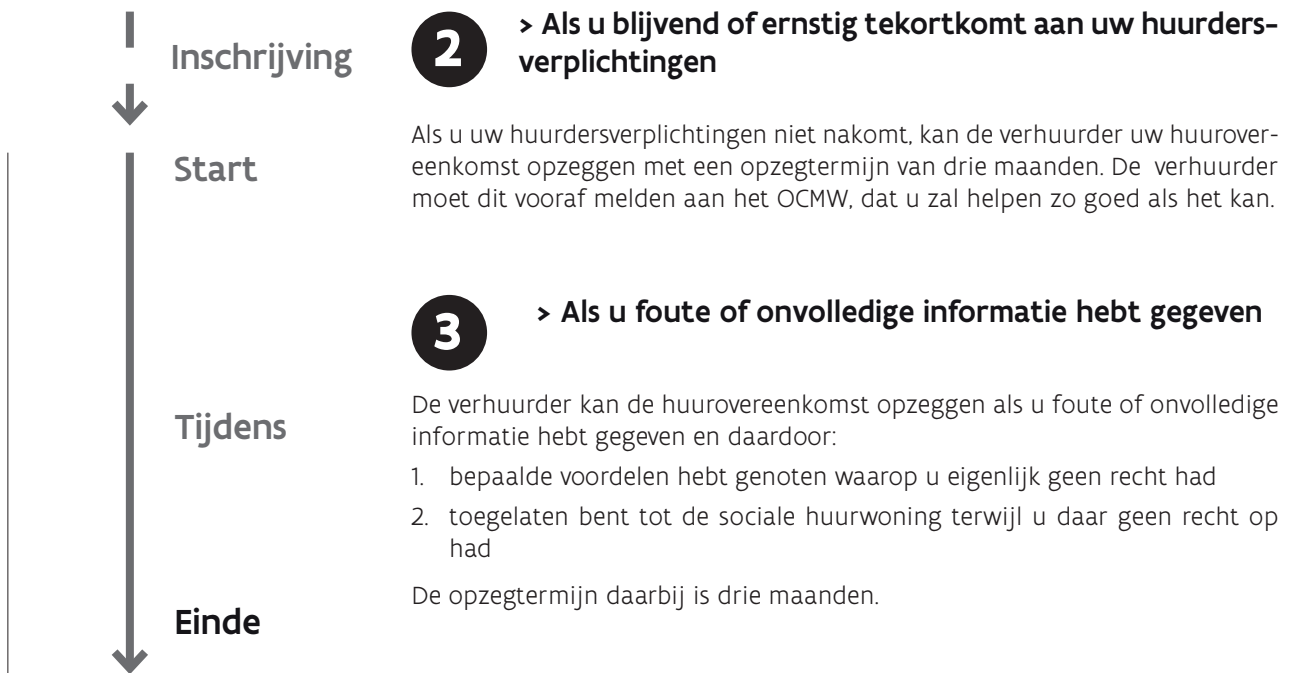 Inschrijving
Start
Tijdens
Einde
2
> Als u blijvend of ernstig tekortkomt aan uw huurders-
verplichtingen
Als u uw huurdersverplichtingen niet nakomt, kan de verhuurder uw huurover-
eenkomst opzeggen met een opzegtermijn van drie maanden. De verhuurder
moet dit vooraf melden aan het OCMW, dat u zal helpen zo goed als het kan.
3
> Als u foute of onvolledige informatie hebt gegeven
De verhuurder kan de huurovereenkomst opzeggen als u foute of onvolledige
informatie hebt gegeven en daardoor:
1. bepaalde voordelen hebt genoten waarop u eigenlijk geen recht had
2. toegelaten bent tot de sociale huurwoning terwijl u daar geen recht op
had
De opzegtermijn daarbij is drie maanden.